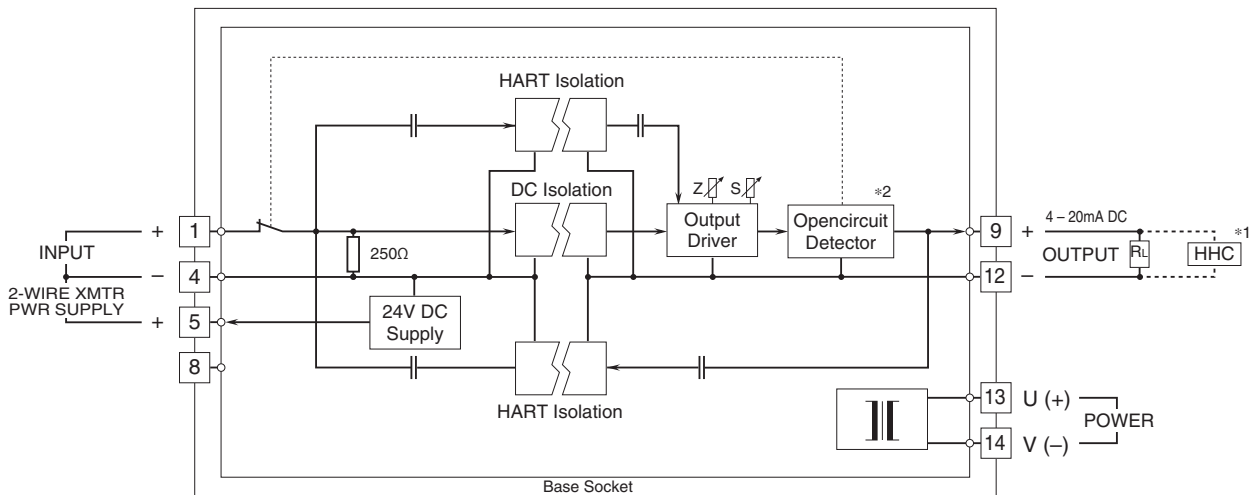 HART Isolation
DC Isolation
Z
S
*2
Output
Driver
Opencircuit
Detector
250Ω
24V DC
Supply
HART Isolation
INPUT
+
−
2-WIRE XMTR
PWR SUPPLY
+
1
4
5
8
9
+
4 – 20mA DC
OUTPUT
RL
*1
HHC
12
−
13
U (+)
POWER
14
V (–)
Base Socket